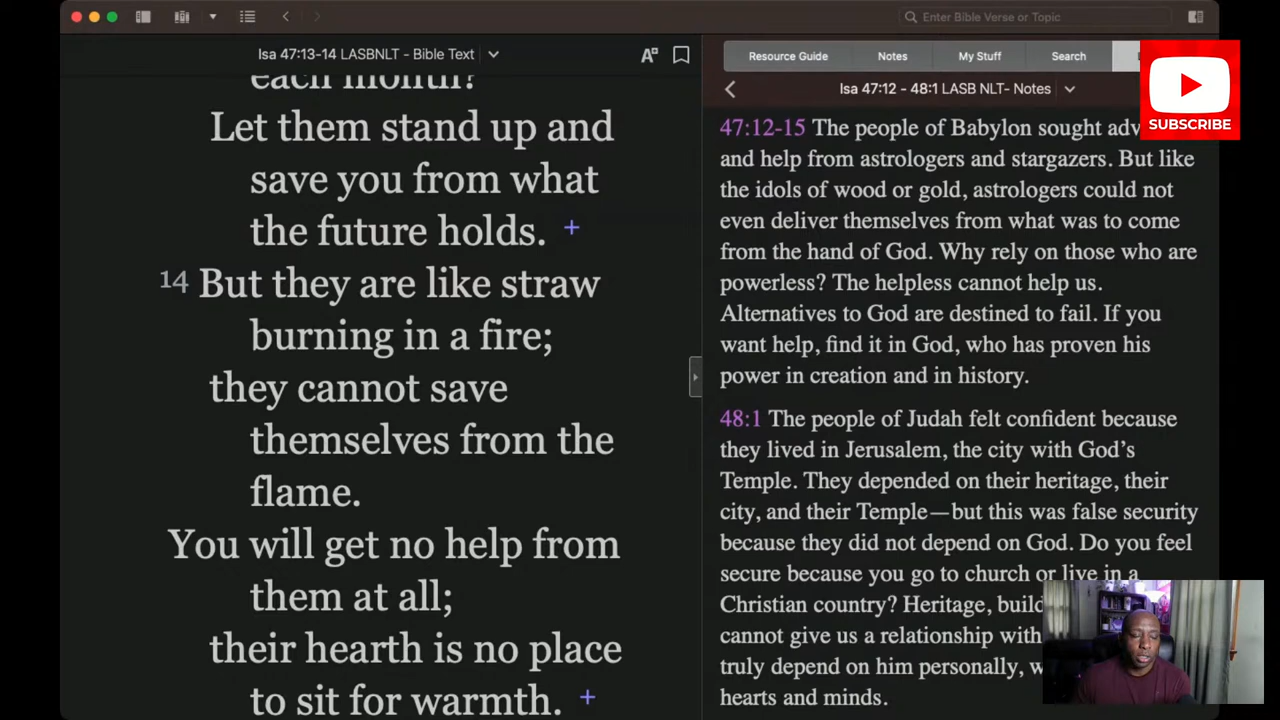 Enter Bible Verse or Topic
Isa 47:13-14 LASBNLT - Bible Text
each month?
Let them stand up and
save you from what
the future holds. +
14 But they are like straw
burning in a fire;
they cannot save
themselves from the
flame.
You will get no help from
them at all;
their hearth is no place
to sit for warmth. +
Resource Guide
Notes
My Stuff
Search
Isa 47:12 - 48:1 LASB NLT- Notes
47:12-15 The people of Babylon sought
and help from astrologers and stargazers. But like
the idols of wood or gold, astrologers could not
even deliver themselves from what was to come
from the hand of God. Why rely on those who are
powerless? The helpless cannot help us.
Alternatives to God are destined to fail. If you
want help, find it in God, who has proven his
power in creation and in history.
48:1 The people of Judah felt confident because
they lived in Jerusalem, the city with God's
Temple. They depended on their heritage, their
city, and their Temple—but this was false security
because they did not depend on God. Do you feel
secure because you go to church or live in a
Christian country? Heritage,
cannot give us a relationship with
truly depend on him personally,
hearts and minds.
SUBSCRIBE